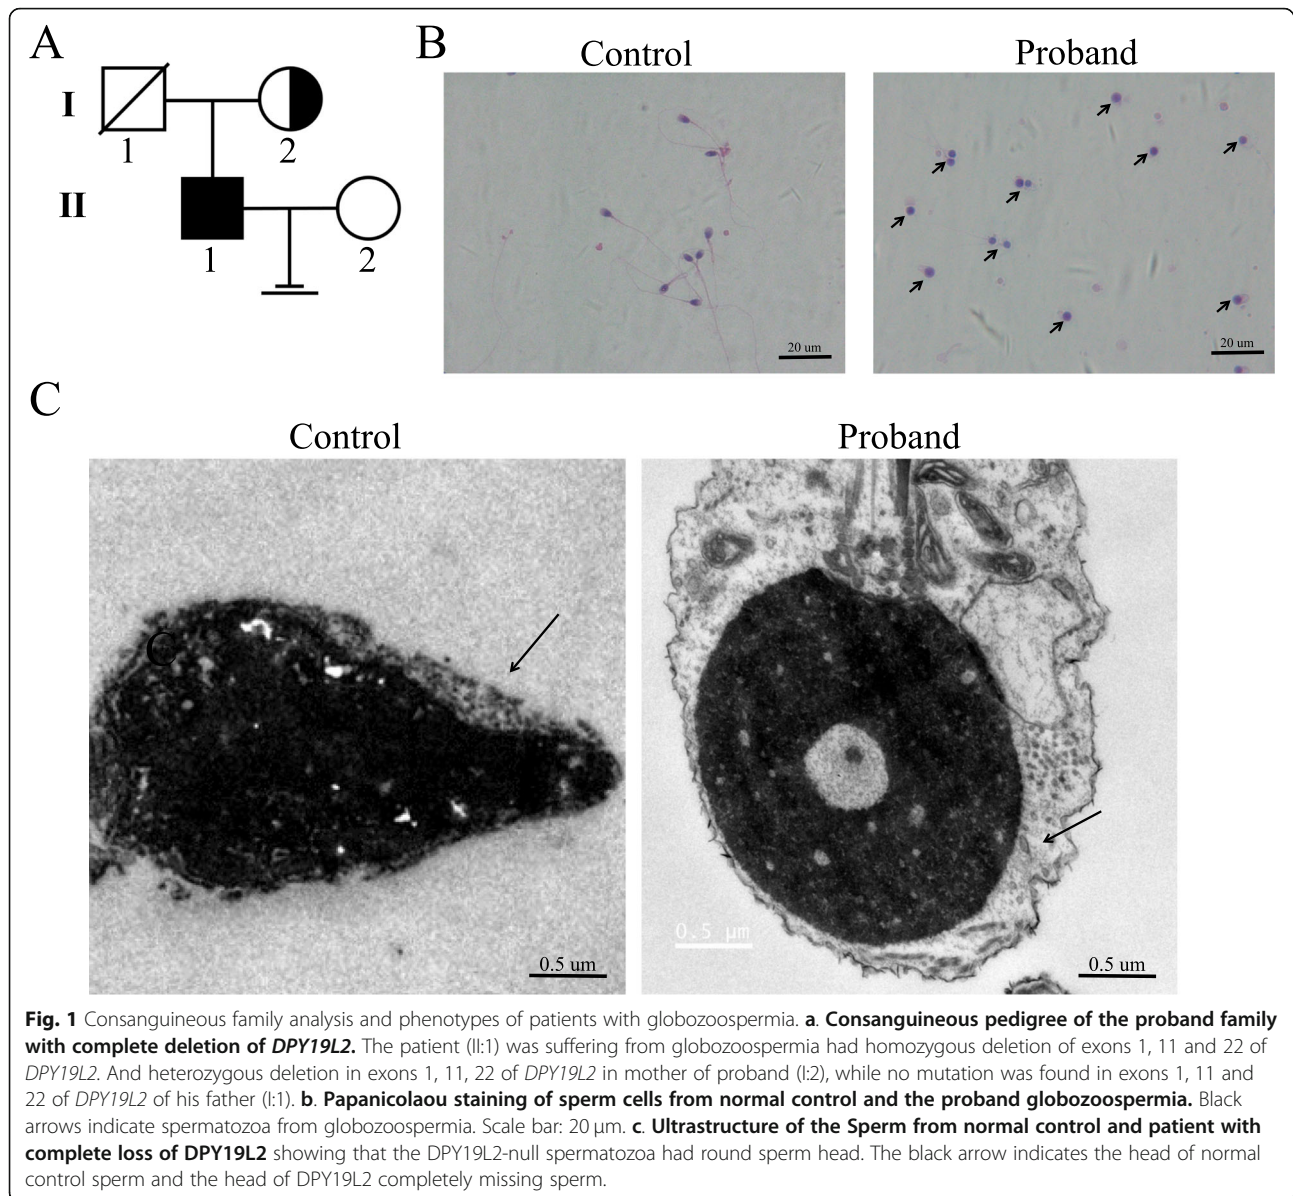 A
B
Control
Proband
I
1
2
II
1
2
20 um
20 um
C
Control
Proband
C
0.5 μm
0.5 um
0.5 um
Fig. 1 Consanguineous family analysis and phenotypes of patients with globozoospermia. a. Consanguineous pedigree of the proband family
with complete deletion of DPY19L2. The patient (II:1) was suffering from globozoospermia had homozygous deletion of exons 1, 11 and 22 of
DPY19L2. And heterozygous deletion in exons 1, 11, 22 of DPY19L2 in mother of proband (I:2), while no mutation was found in exons 1, 11 and
22 of DPY19L2 of his father (I:1). b. Papanicolaou staining of sperm cells from normal control and the proband globozoospermia. Black
arrows indicate spermatozoa from globozoospermia. Scale bar: 20 μm. c. Ultrastructure of the Sperm from normal control and patient with
complete loss of DPY19L2 showing that the DPY19L2-null spermatozoa had round sperm head. The black arrow indicates the head of normal
control sperm and the head of DPY19L2 completely missing sperm.